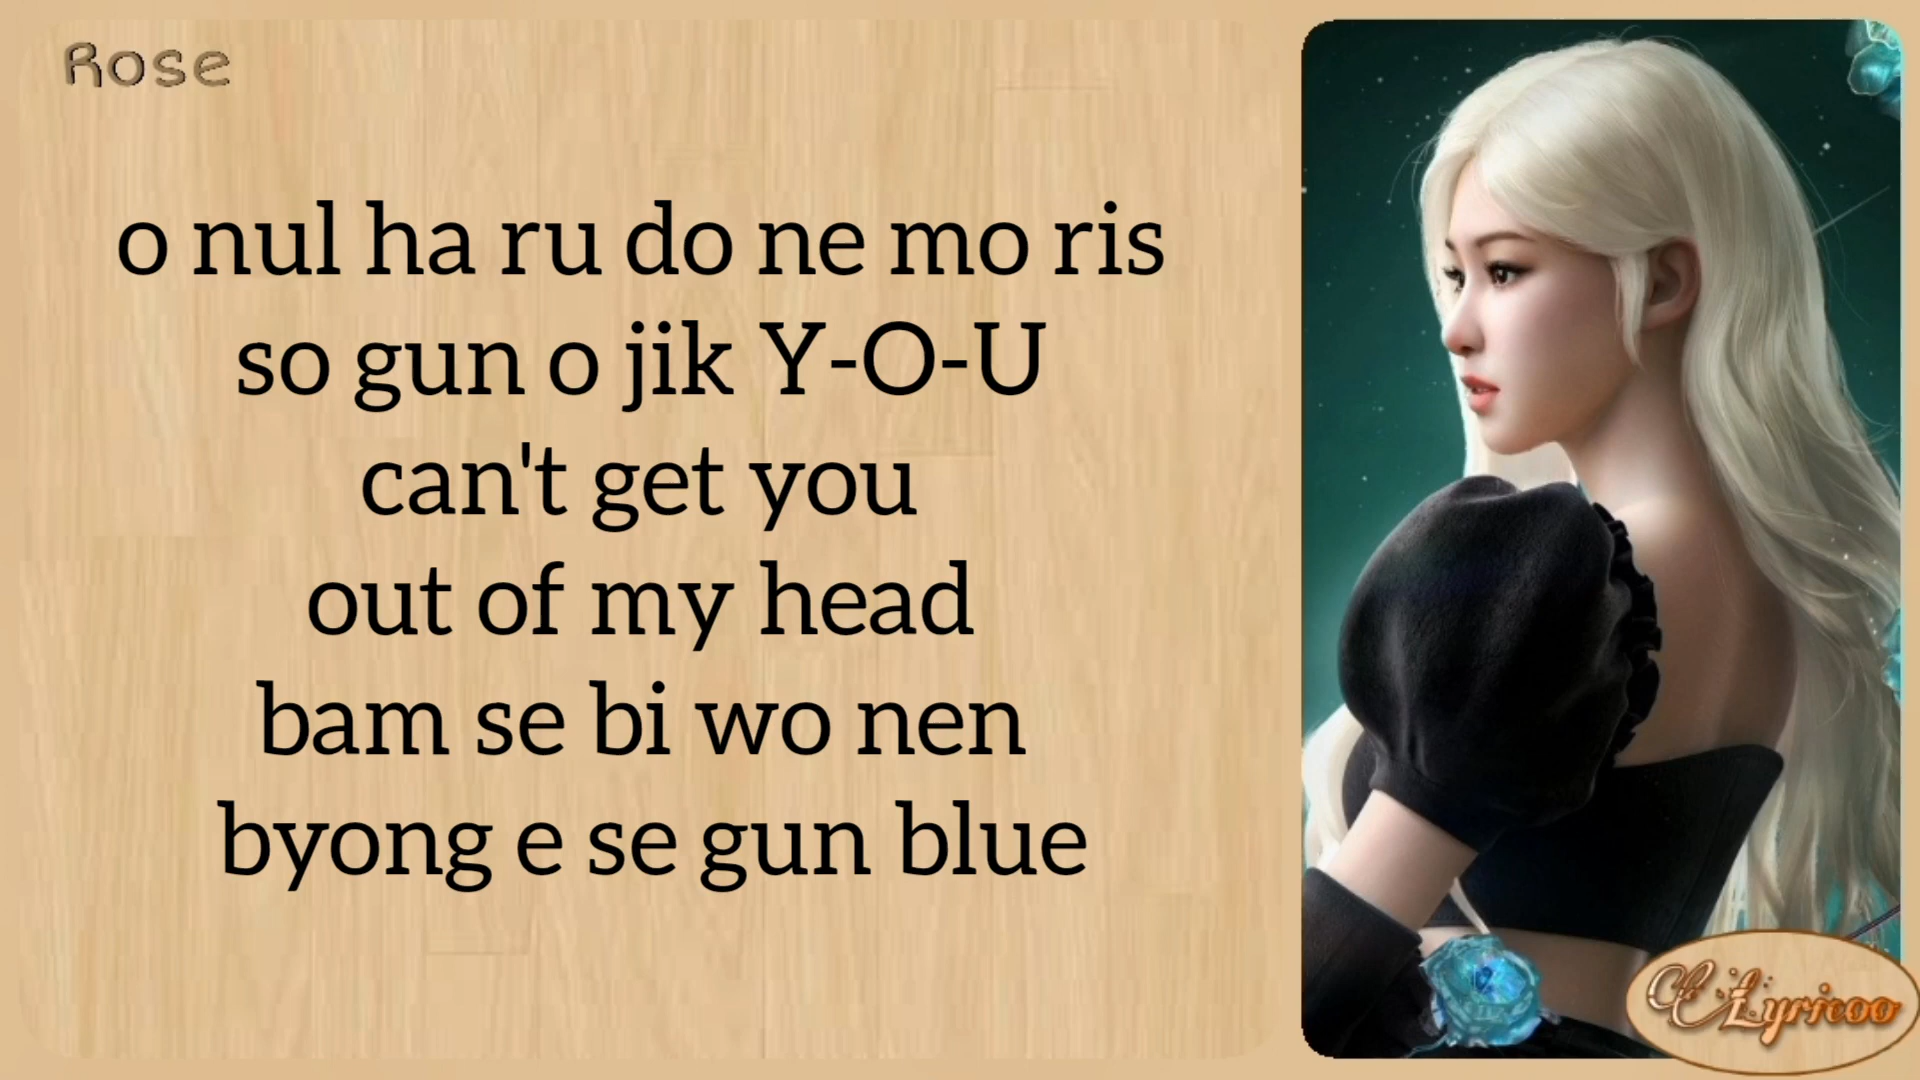 Rose
o nul ha ru do ne mo ris
so gun o jik Y-O-U
can't get you
out of my head
bam se bi wo nen
byong e se gun blue
Lyricoo